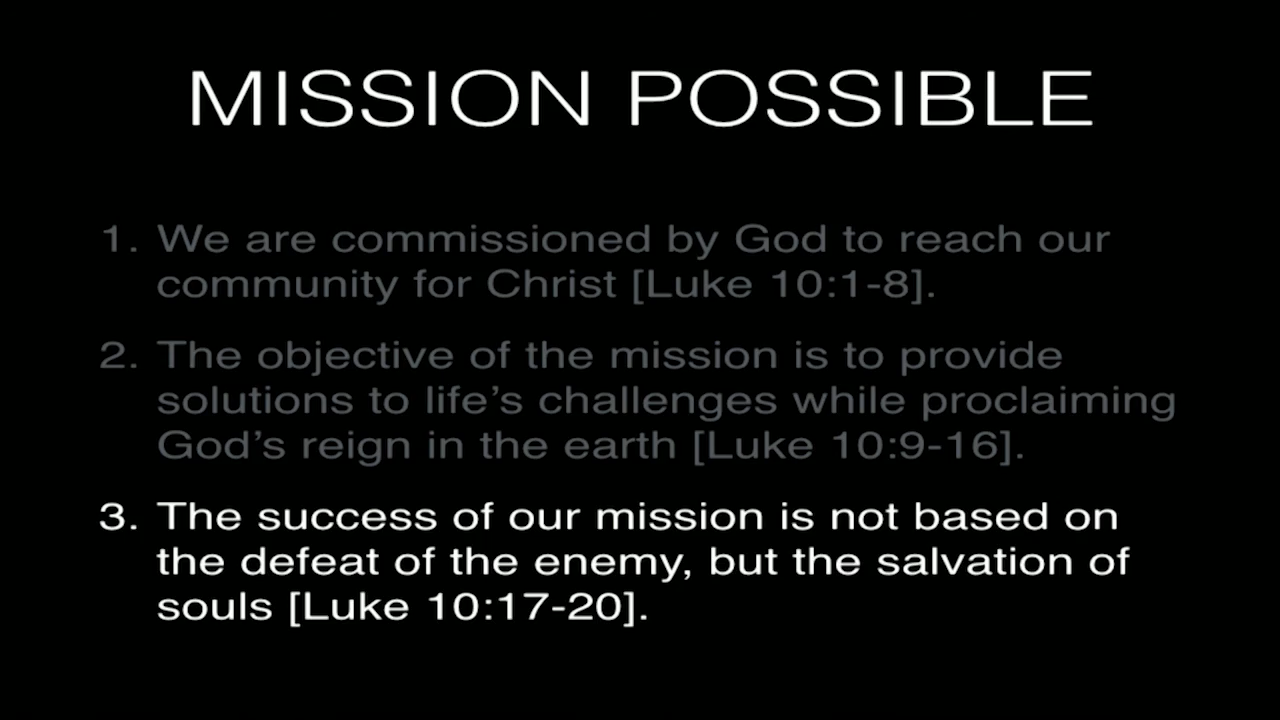 MISSION POSSIBLE
1. We are commissioned by God to reach our
community for Christ [Luke 10:1-8].
2. The objective of the mission is to provide
solutions to life’s challenges while proclaiming
God’s reign in the earth [Luke 10:9-16].
3. The success of our mission is not based on
the defeat of the enemy, but the salvation of
souls [Luke 10:17-20].